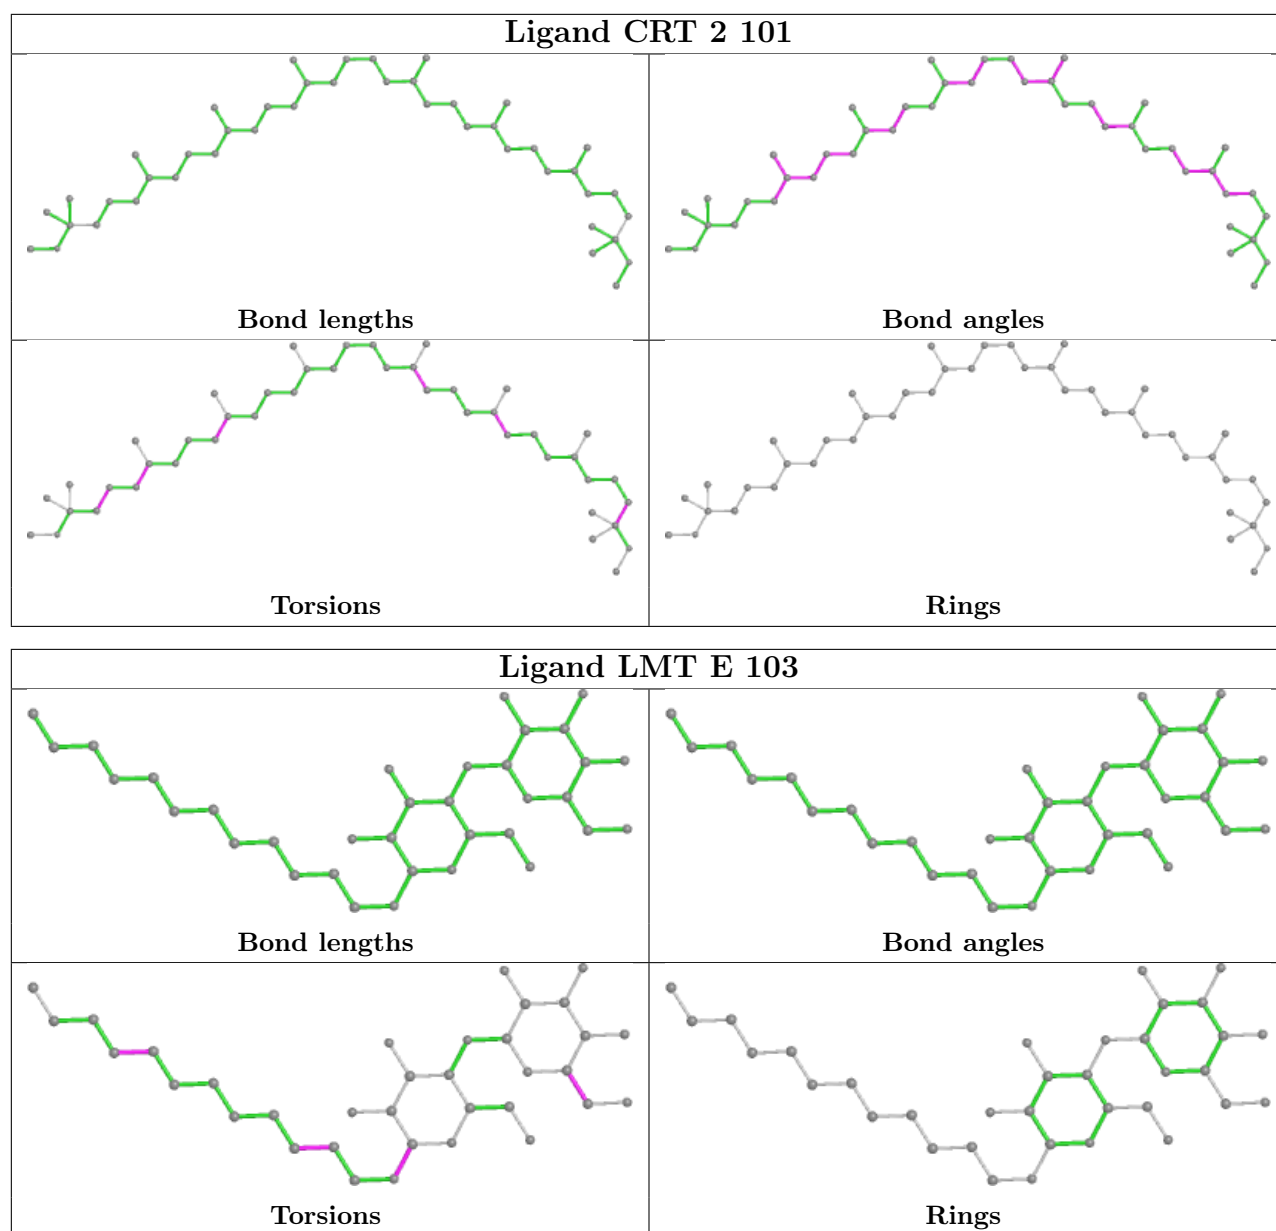 Ligand CRT 2 101
Bond lengths
Bond angles
Torsions
Rings
Ligand LMT E 103
Bond lengths
Bond angles
Torsions
Rings